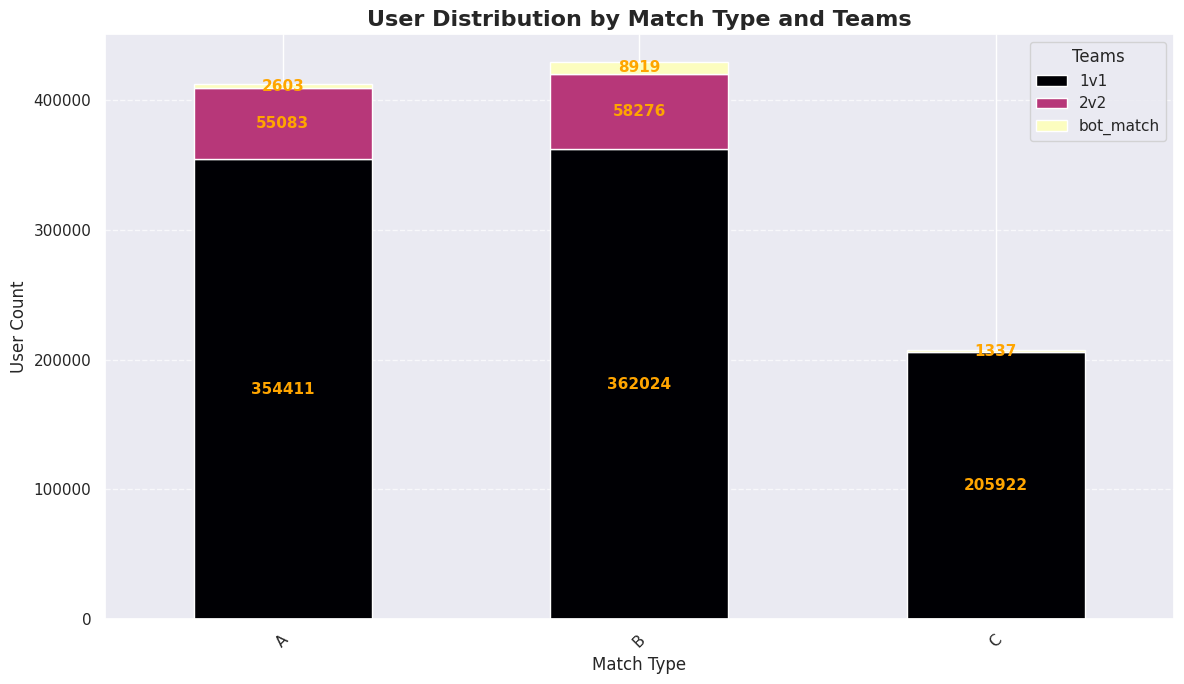 User Distribution by Match Type and Teams
Teams
1v1
2v2
bot_match
User Count
400000
300000
200000
100000
0
2603
55083
354411
8919
58276
362024
1337
205922
A
B
C
Match Type